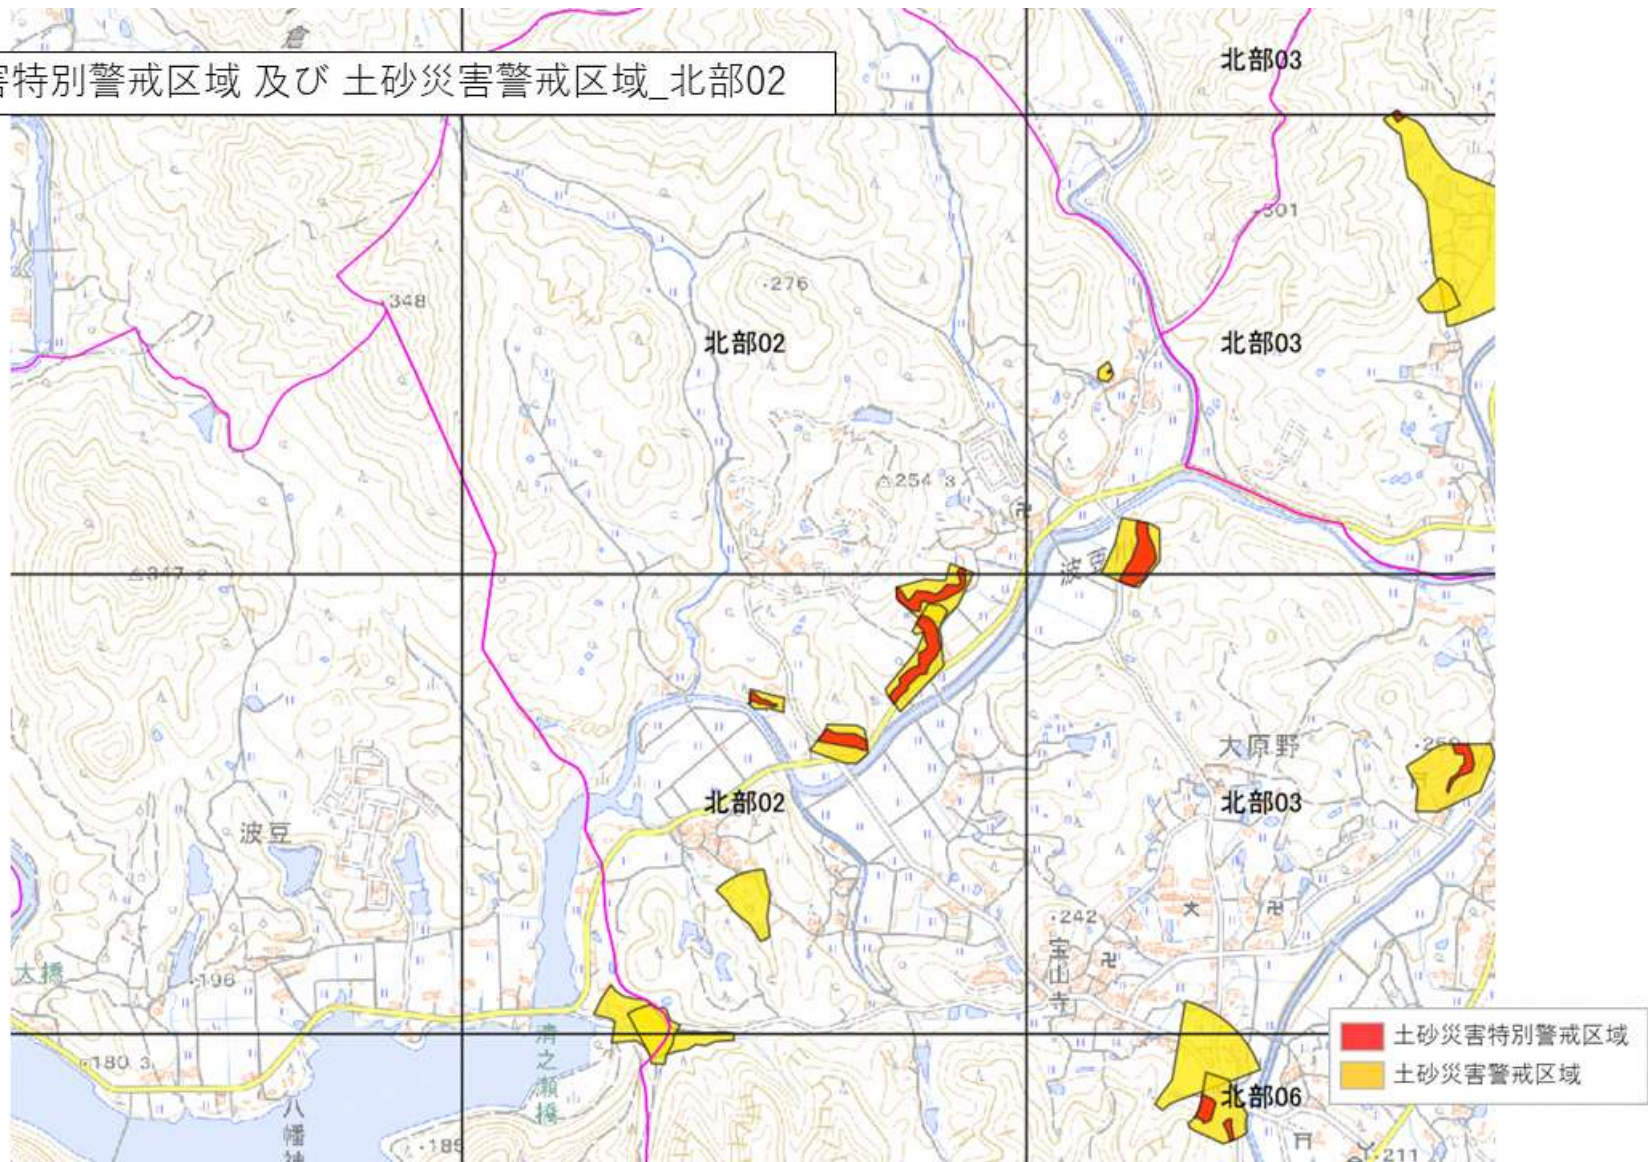 倉
北部03
害特別警戒区域 及び 土砂災害警戒区域_北部02
301
348
276
北部02
北部03
254 3
347 2
波豆
大原野
250
北部02
北部03
波豆
242
宝山寺
太橋
196
清之瀬橋
土砂災害特別警戒区域
180 3
土砂災害警戒区域
八幡神
北部06
185
211